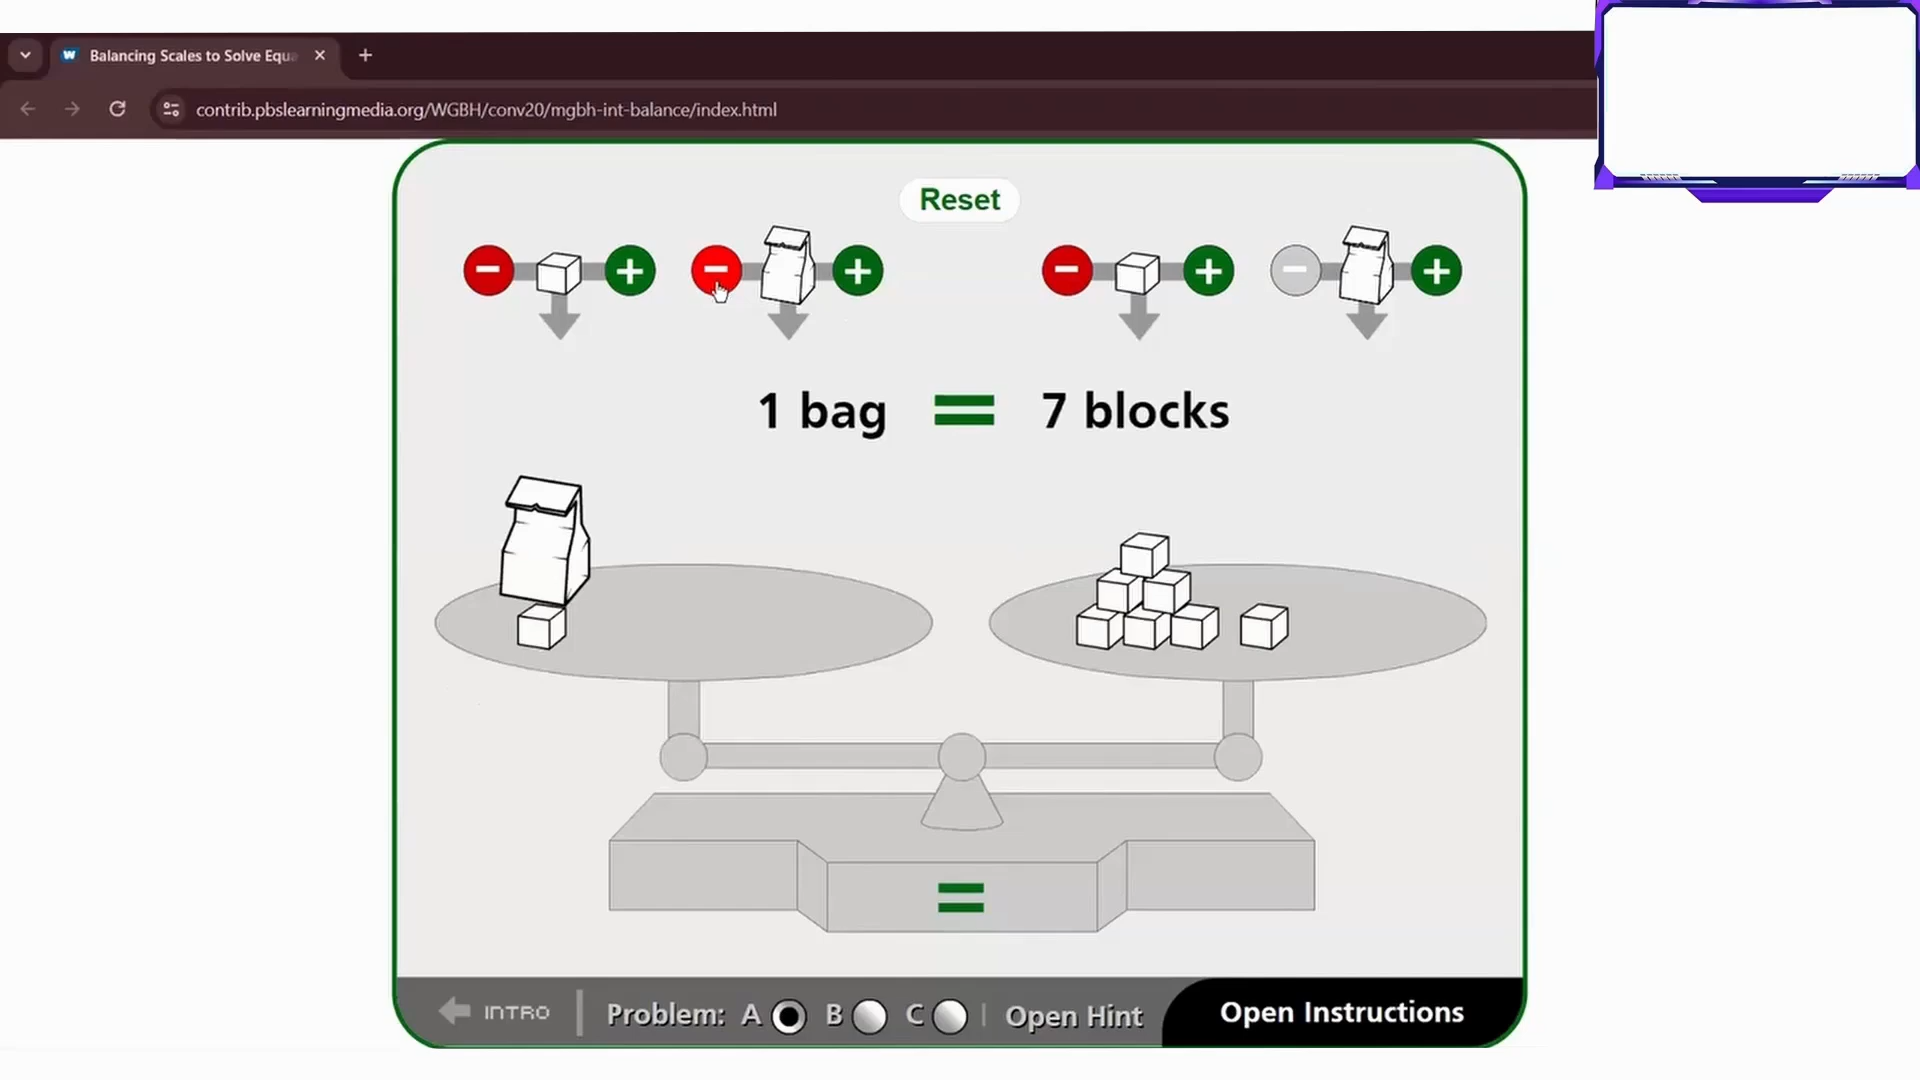 Balancing Scales to Solve Equa
contrib.pbslearningmedia.org/WGBH/conv20/mgbh-int-balance/index.html
Reset
1 bag = 7 blocks
=
INTRO | Problem: A B C | Open Hint Open Instructions